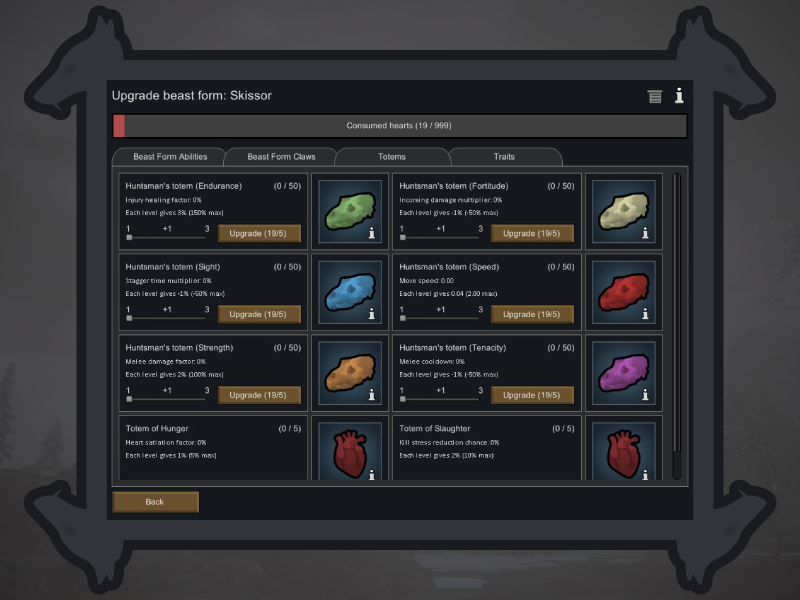 Upgrade beast form: Skissor
Consumed hearts (19 / 999)
Beast Form Abilities
Beast Form Claws
Totems
Traits
Huntsman's totem (Endurance) (0 / 50)
Injury healing factor: 0%
Each level gives 3% (150% max)
1 +1 3
Upgrade (19/5)
Huntsman's totem (Fortitude) (0 / 50)
Incoming damage multiplier: 0%
Each level gives -1% (-50% max)
1 +1 3
Upgrade (19/5)
Huntsman's totem (Sight) (0 / 50)
Stagger time multiplier: 0%
Each level gives -1% (-50% max)
1 +1 3
Upgrade (19/5)
Huntsman's totem (Speed) (0 / 50)
Move speed: 0.00
Each level gives 0.04 (2.00 max)
1 +1 3
Upgrade (19/5)
Huntsman's totem (Strength) (0 / 50)
Melee damage factor: 0%
Each level gives 2% (100% max)
1 +1 3
Upgrade (19/5)
Huntsman's totem (Tenacity) (0 / 50)
Melee cooldown: 0%
Each level gives -1% (-50% max)
1 +1 3
Upgrade (19/5)
Totem of Hunger (0 / 5)
Heart satiation factor: 0%
Each level gives 1% (5% max)
Totem of Slaughter (0 / 5)
Kill stress reduction chance: 0%
Each level gives 2% (10% max)
Back